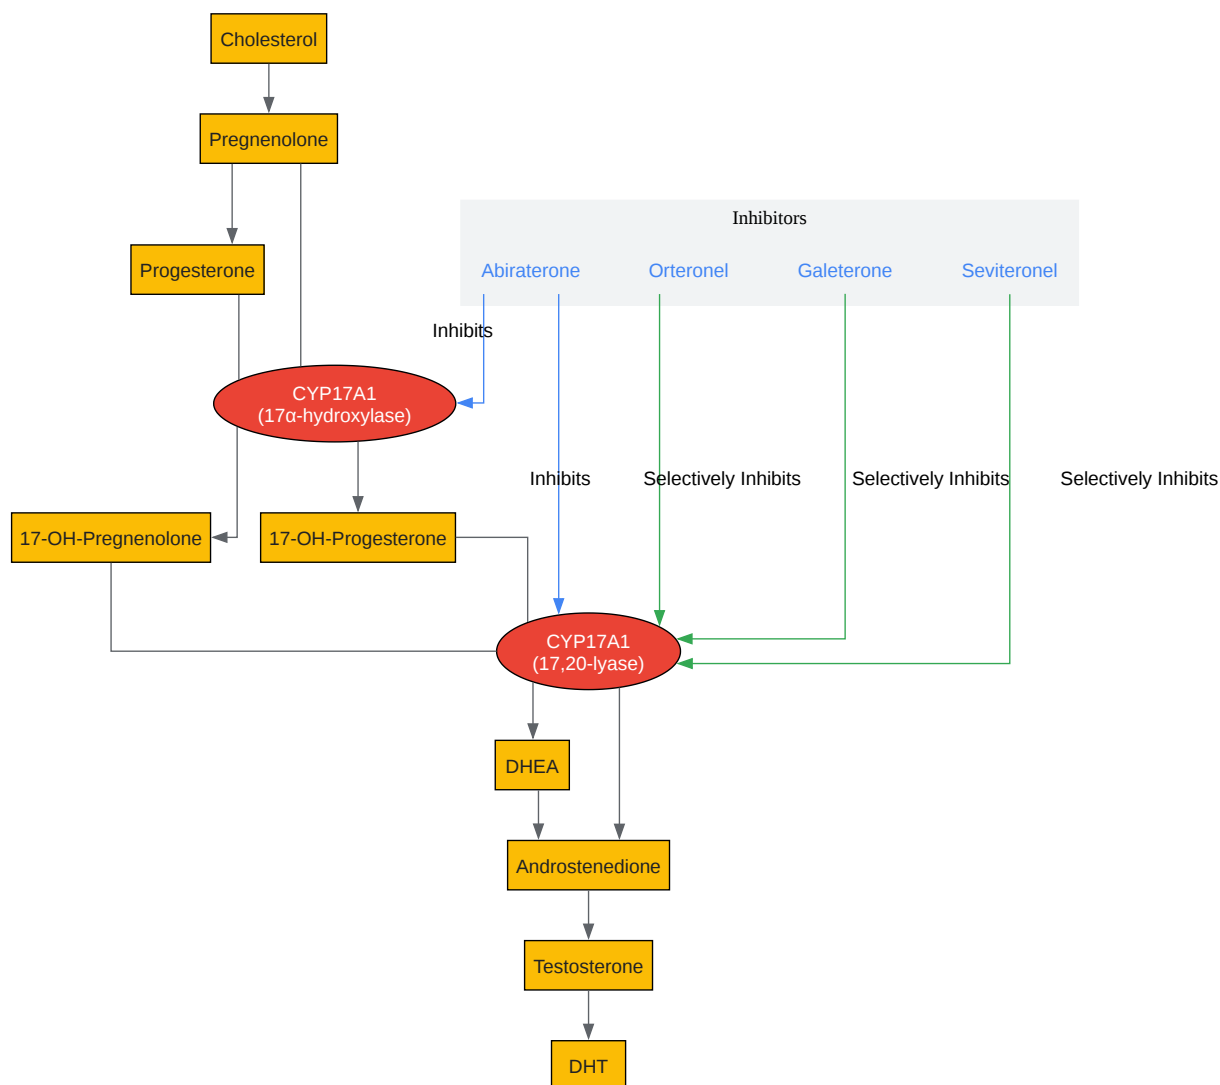 Cholesterol
Pregnenolone
Inhibitors
Progesterone
Abiraterone
Orteronel
Galeterone
Seviteronel
Inhibits
CYP17A1
(17α-hydroxylase)
Inhibits
Selectively Inhibits
Selectively Inhibits
Selectively Inhibits
17-OH-Pregnenolone
17-OH-Progesterone
CYP17A1
(17,20-lyase)
DHEA
Androstenedione
Testosterone
DHT